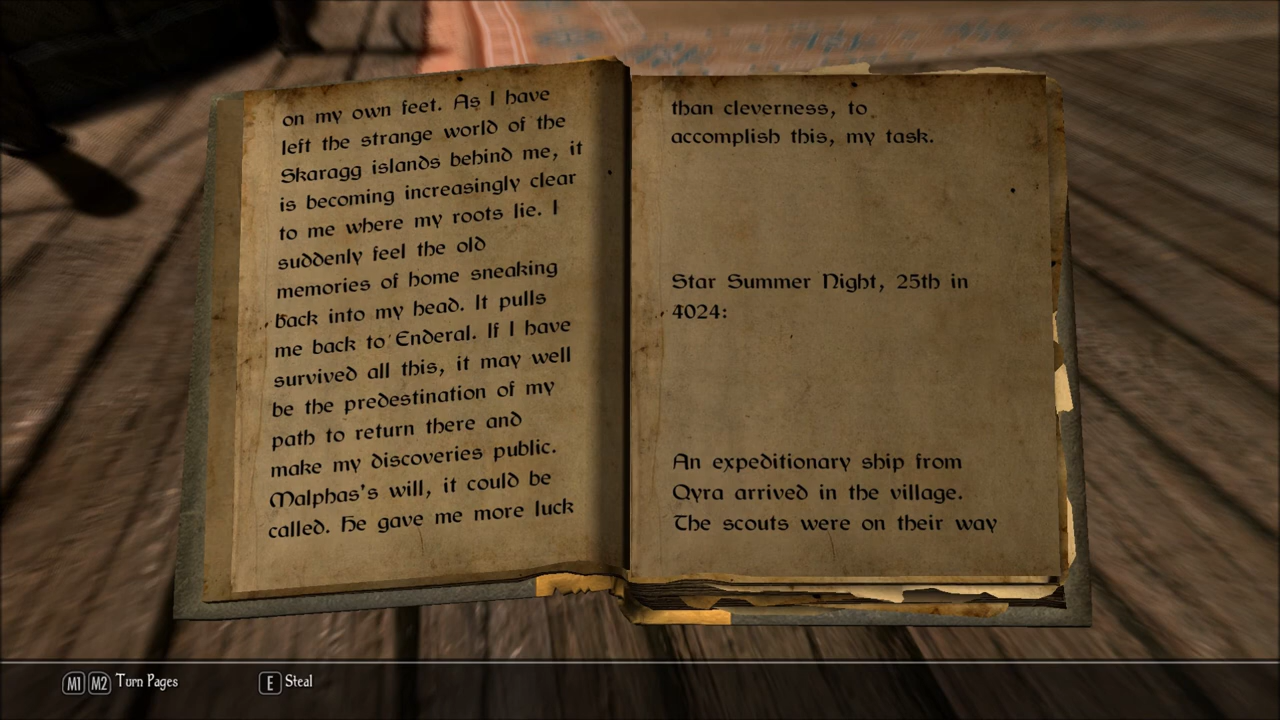 on my own feet. As I have
left the strange world of the
Skaragg islands behind me, it
is becoming increasingly clear
to me where my roots lie. I
suddenly feel the old
memories of home sneaking
back into my head. It pulls
me back to Enderal. If I have
survived all this, it may well
be the predestination of my
path to return there and
make my discoveries public.
Malphas's will, it could be
called. He gave me more luck
than cleverness, to
accomplish this, my task.
Star Summer Night, 25th in
4024:
An expeditionary ship from
Qyra arrived in the village.
The scouts were on their way
M1 M2 Turn Pages
E Steal